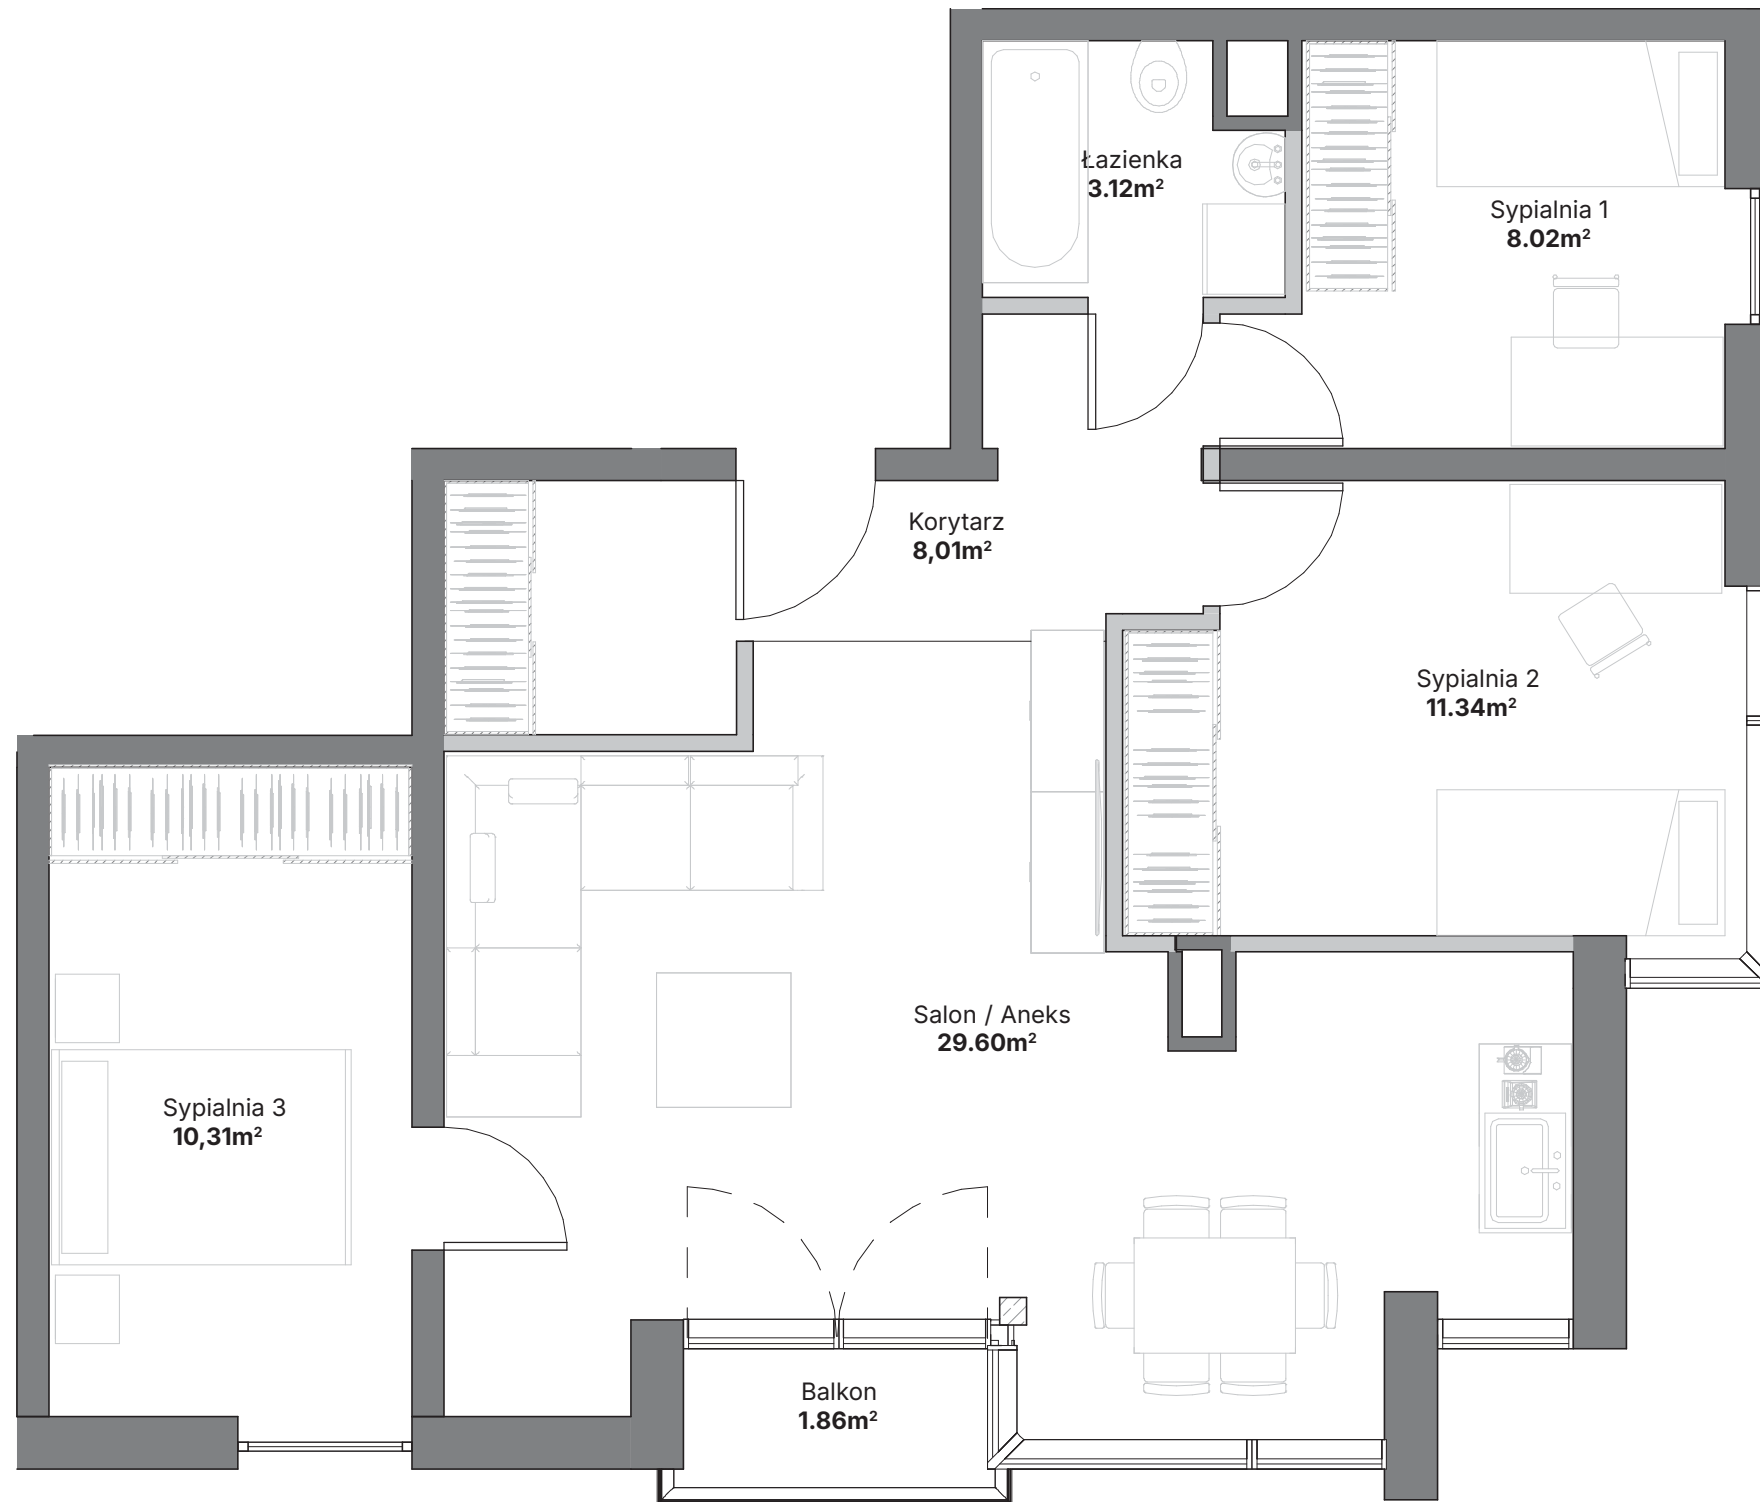 Łazienka
3.12m²
Sypialnia 1
8.02m²
Korytarz
8,01m²
Sypialnia 2
11.34m²
Salon / Aneks
29.60m²
Sypialnia 3
10,31m²
Balkon
1.86m²